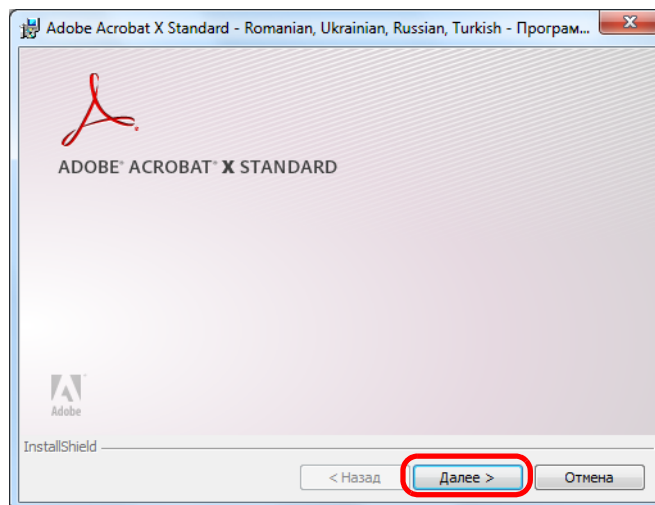 Adobe Acrobat X Standard - Romanian, Ukrainian, Russian, Turkish - Програм...
ADOBE® ACROBAT® X STANDARD
Adobe
InstallShield
< Назад
Далее >
Отмена